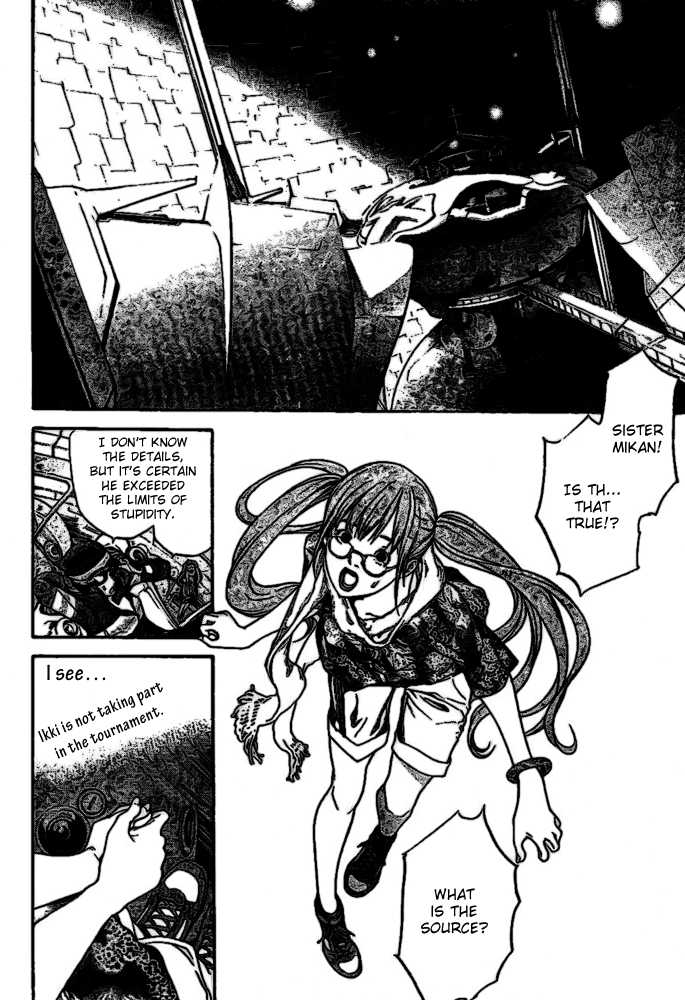 SISTER
MIKAN!
IS TH...
THAT
TRUE!?
WHAT
IS THE
SOURCE?
I DON'T KNOW
THE DETAILS,
BUT IT'S CERTAIN
HE EXCEEDED
THE LIMITS OF
STUPIDITY.
I see...
Ikki is not taking part
in the tournament.